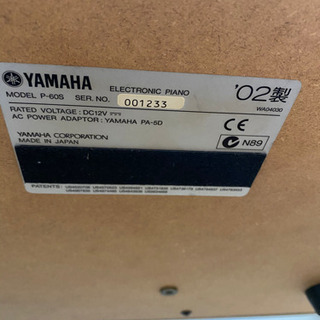 YAMAHA
ELECTRONIC PIANO
MODEL P-60S SER NO. 001233
'02製
WA04030
RATED VOLTAGE: DC12V
AC POWER ADAPTOR: YAMAHA PA-5D
YAMAHA CORPORATION
MADE IN JAPAN
CE
N89
PATENTS: